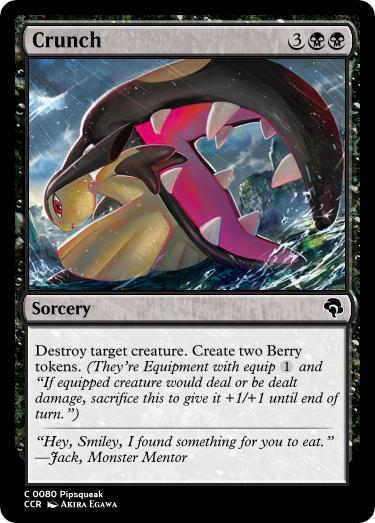 Crunch 3
Sorcery
Destroy target creature. Create two Berry
tokens. (They're Equipment with equip 1 and
"If equipped creature would deal or be dealt
damage, sacrifice this to give it +1/+1 until end of
turn.")
"Hey, Smiley, I found something for you to eat."
—Jack, Monster Mentor
C 0080 Pipsqueak
CCR Akira Egawa